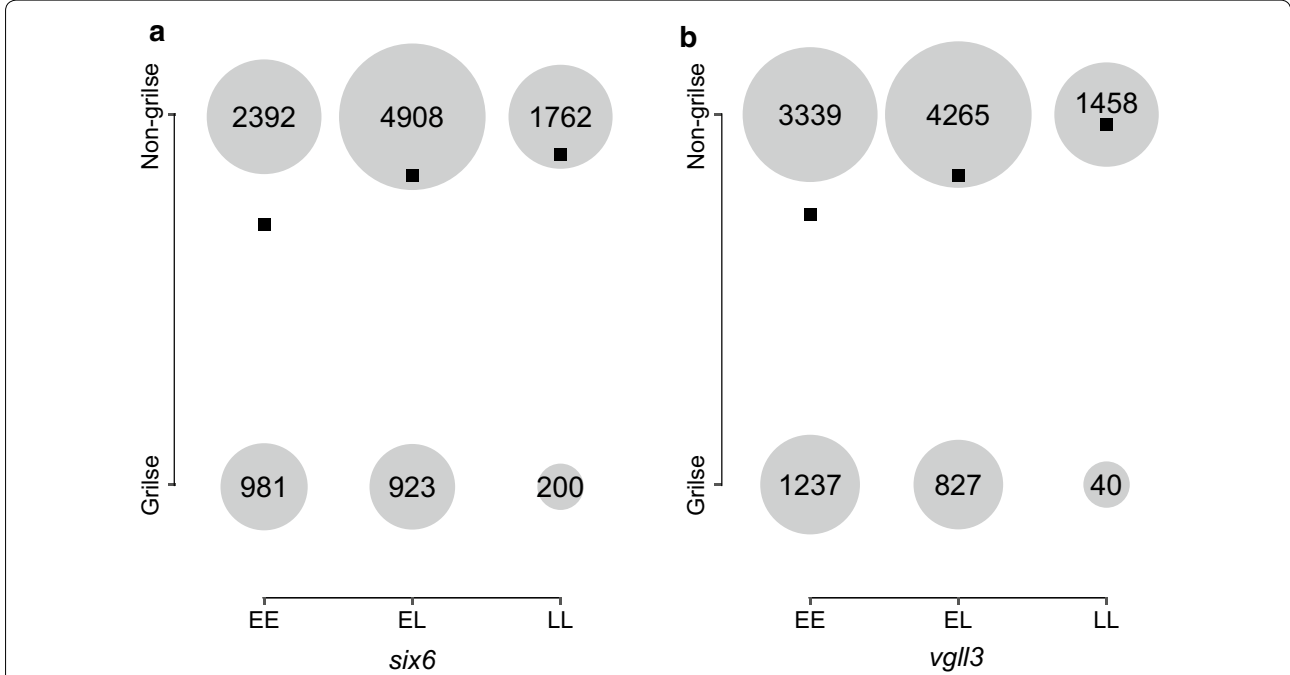 a
Non-grilse
2392 4908 1762
Grilse
981 923 200
EE EL LL
six6
b
Non-grilse
3339 4265 1458
Grilse
1237 827 40
EE EL LL
vgll3